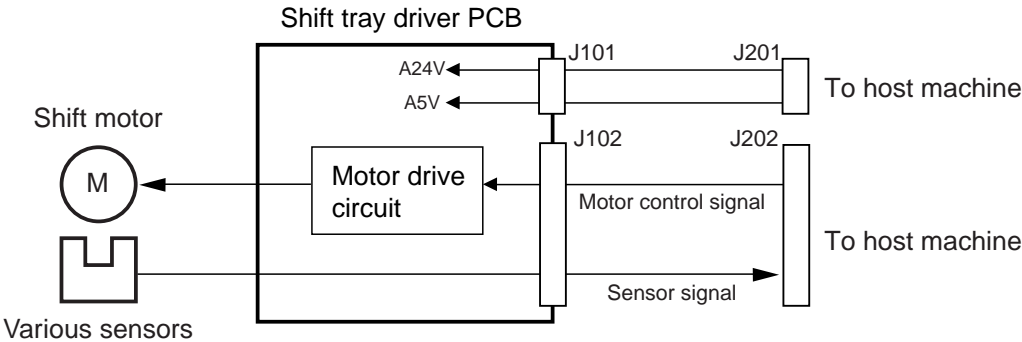 Shift tray driver PCB
J101
J201
A24V
A5V
To host machine
Shift motor
J102
J202
M
Motor drive
circuit
Motor control signal
To host machine
Sensor signal
Various sensors